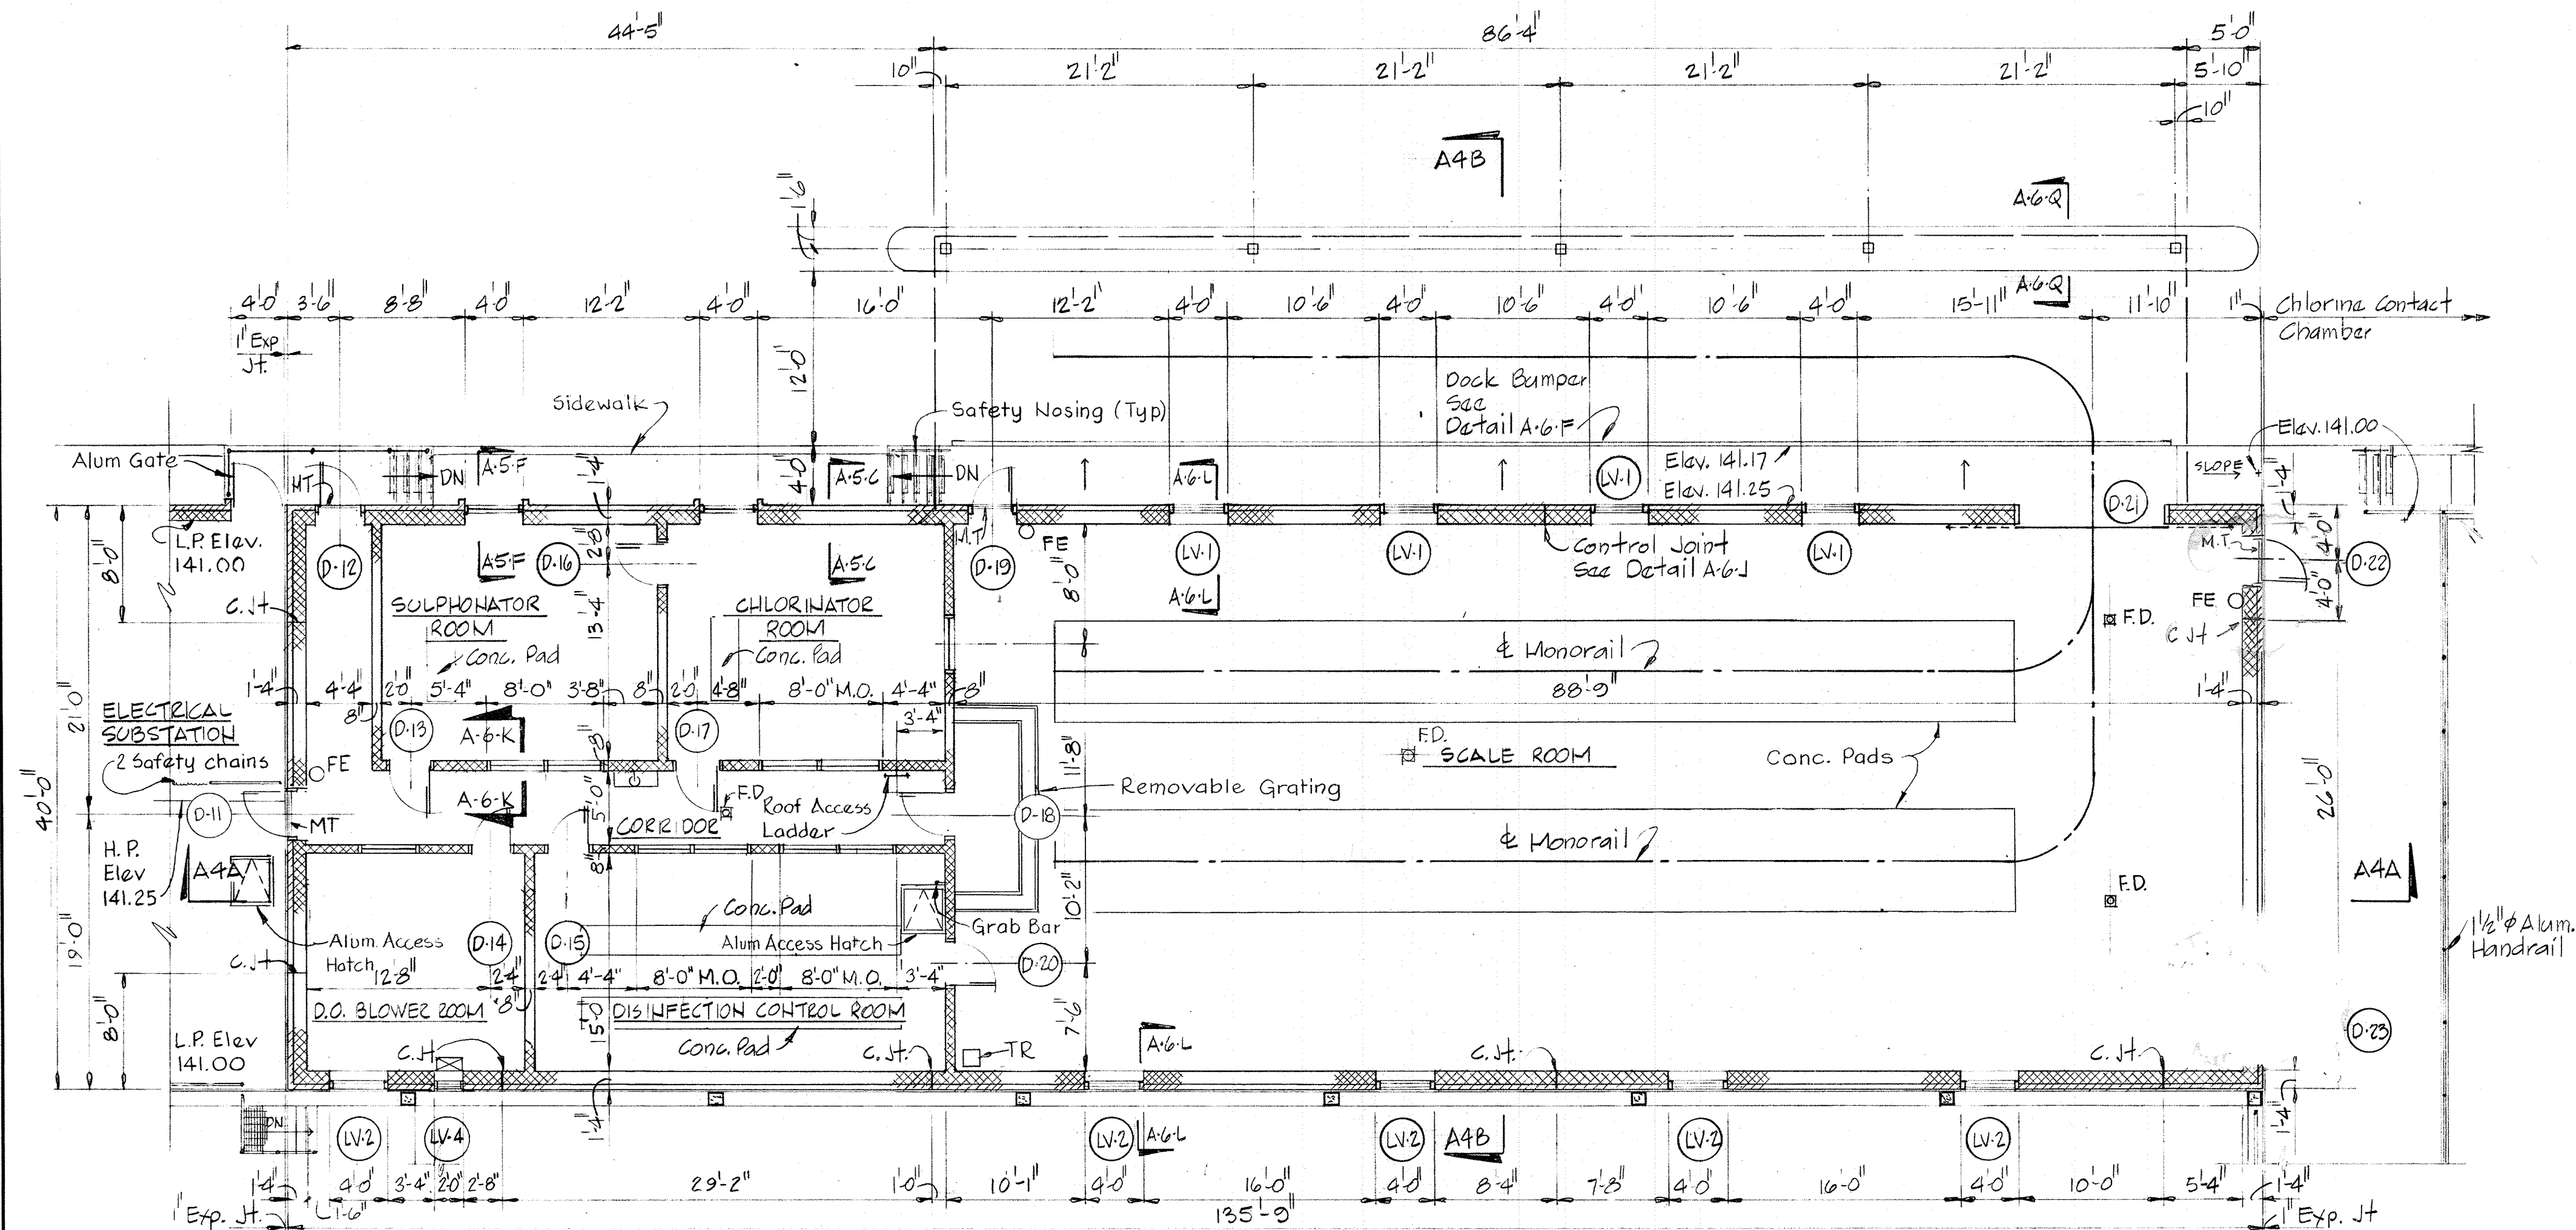 44'-5"
86'-4"
5'-0"
10"
21'-2"
21'-2"
21'-2"
21'-2"
5'-10"
10"
A4B
1'-6"
A-6-Q
A-6-Q
4'-0"
3'-6"
8'-8"
4'-0"
12'-2"
4'-0"
16'-0"
12'-2"
4'-0"
10'-6"
4'-0"
10'-6"
4'-0"
10'-6"
4'-0"
15'-11"
11'-10"
1"
Chlorine Contact
Chamber
1" Exp
Jt.
12'-0"
Dock Bumper
See
Detail A-6-F
Sidewalk
Safety Nosing (Typ)
Elev. 141.00
Alum Gate
MT
DN
A-5-F
1'-4"
4'-0"
A-5-C
DN
A-6-L
LV-1
Elev. 141.17
Elev. 141.25
SLOPE
1'-4"
D-21
L.P. Elev.
141.00
8'-0"
D-12
A-5-F
D-16
2'-8"
A-5-C
M.T.
D-19
FE
8'-0"
LV-1
LV-1
Control Joint
See Detail A-6-J
LV-1
M.T.
4'-0"
D-22
4'-0"
C. Jt
SULPHONATOR
ROOM
Conc. Pad
13'-4"
CHLORINATOR
ROOM
Conc. Pad
A-6-L
F.D.
FE
C Jt
1'-4"
4'-4"
8"
2'-0"
5'-4"
8'-0"
3'-8"
8"
2'-0"
4'-8"
8'-0" M.O.
4'-4"
8"
3'-4"
℄ Monorail
88'-9"
1'-4"
21'-0"
ELECTRICAL
SUBSTATION
2 Safety chains
FE
D-13
A-6-K
8"
D-17
11'-8"
F.D.
SCALE ROOM
Conc. Pads
40'-0"
D-11
MT
A-6-K
5'-0"
CORRIDOR
F.D.
Roof Access
Ladder
Removable Grating
D-18
26'-0"
H.P.
Elev
141.25
A4A
8"
℄ Monorail
A4A
F.D.
Conc. Pad
Grab Bar
10'-2"
19'-0"
Alum. Access
Hatch
D-14
D-15
Alum Access Hatch
D-20
1½" φ Alum.
Handrail
C. Jt
12'-8"
2'-4"
8"
2'-4"
4'-4"
8'-0" M.O.
2'-0"
8'-0" M.O.
3'-4"
8'-0"
D.O. BLOWER ROOM
15'-0"
DISINFECTION CONTROL ROOM
Conc. Pad
7'-6"
D-23
L.P. Elev
141.00
C. Jt.
C. Jt.
TR
A-6-L
C. Jt.
C. Jt.
DN
LV-2
LV-4
1'-4"
LV-2
A-6-L
LV-2
A4B
LV-2
LV-2
1'-4"
1'-4"
1'-6"
4'-0"
3'-4"
2'-0"
2'-8"
29'-2"
1'-0"
10'-1"
4'-0"
16'-0"
4'-0"
8'-4"
7'-8"
4'-0"
16'-0"
4'-0"
10'-0"
5'-4"
1'-4"
1" Exp. Jt.
135'-9"
1" Exp. Jt